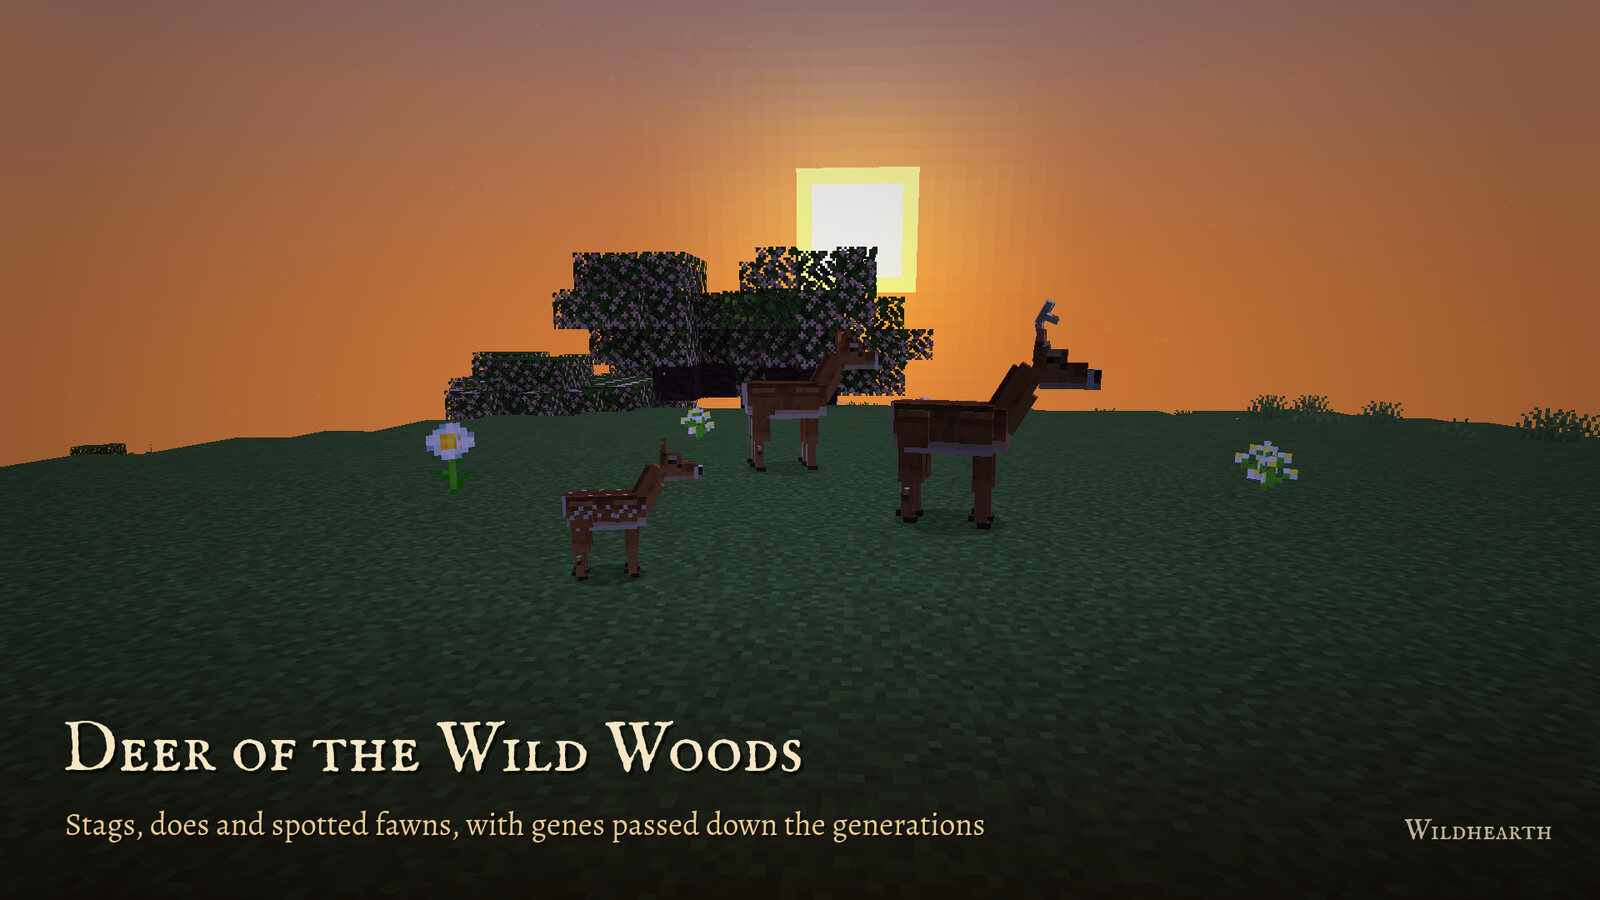 Deer of the Wild Woods
Stags, does and spotted fawns, with genes passed down the generations
Wildhearth